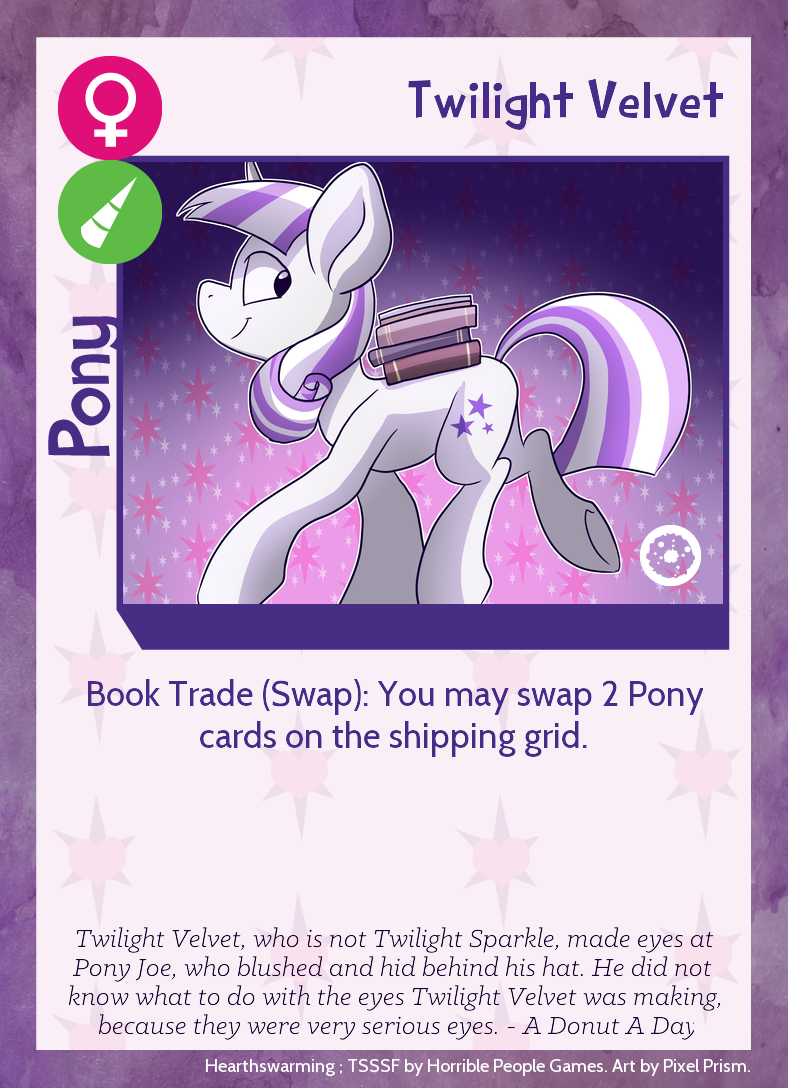 Twilight Velvet
Pony
Book Trade (Swap): You may swap 2 Pony
cards on the shipping grid.
Twilight Velvet, who is not Twilight Sparkle, made eyes at
Pony Joe, who blushed and hid behind his hat. He did not
know what to do with the eyes Twilight Velvet was making,
because they were very serious eyes. - A Donut A Day
Hearthswarming ; TSSSF by Horrible People Games. Art by Pixel Prism.